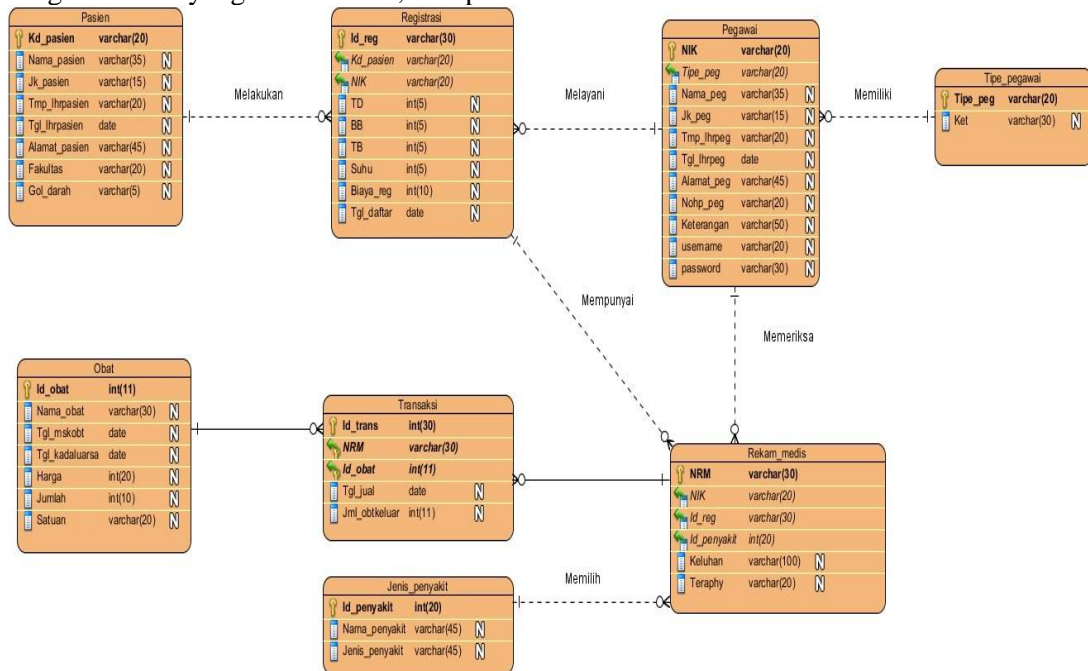 Pasien
Kd_pasien varchar(20)
Nama_pasien varchar(35) N
Jk_pasien varchar(15) N
Tmp_lhrpasien varchar(20) N
Tgl_lhrpasien date N
Alamat_pasien varchar(45) N
Fakultas varchar(20) N
Gol_darah varchar(5) N
Melakukan
Registrasi
Id_reg varchar(30)
Kd_pasien varchar(20)
NIK varchar(20)
TD int(5) N
BB int(5) N
TB int(5) N
Suhu int(5) N
Biaya_reg int(10) N
Tgl_daftar date N
Melayani
Pegawai
NIK varchar(20)
Tipe_peg varchar(20)
Nama_peg varchar(35) N
Jk_peg varchar(15) N
Tmp_lhrpeg varchar(20) N
Tgl_lhrpeg date N
Alamat_peg varchar(45) N
Nohp_peg varchar(20) N
Keterangan varchar(50) N
username varchar(20) N
password varchar(30) N
Memiliki
Tipe_pegawai
Tipe_peg varchar(20)
Ket varchar(30) N
Mempunyai
Memeriksa
Obat
Id_obat int(11)
Nama_obat varchar(30) N
Tgl_mskobt date N
Tgl_kadaluarsa date N
Harga int(20) N
Jumlah int(10) N
Satuan varchar(20) N
Transaksi
Id_trans int(30)
NRM varchar(30)
Id_obat int(11)
Tgl_jual date N
Jml_obtkeluar int(11) N
Rekam_medis
NRM varchar(30)
NIK varchar(20)
Id_reg varchar(30)
Id_penyakit int(20)
Keluhan varchar(100) N
Teraphy varchar(20) N
Memilih
Jenis_penyakit
Id_penyakit int(20)
Nama_penyakit varchar(45) N
Jenis_penyakit varchar(45) N